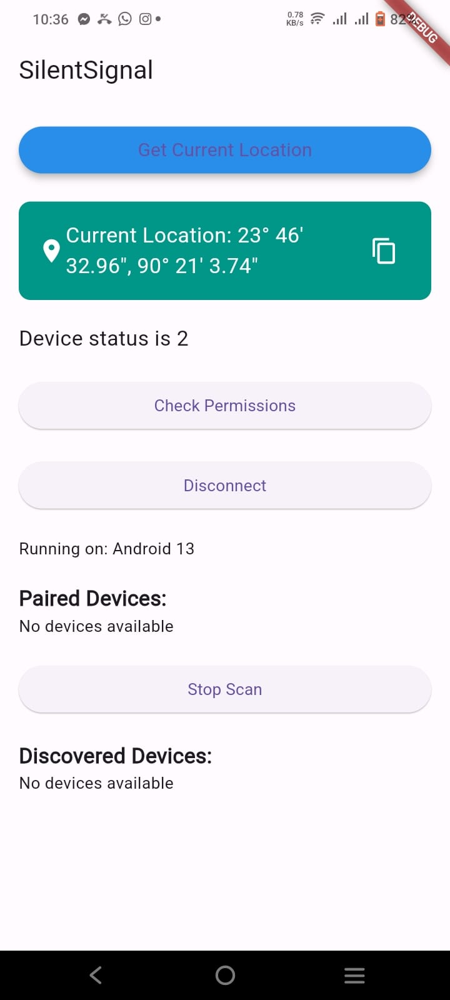 10:36
0.78
KB/s
82%
DEBUG
SilentSignal
Get Current Location
Current Location: 23° 46'
32.96", 90° 21' 3.74"
Device status is 2
Check Permissions
Disconnect
Running on: Android 13
Paired Devices:
No devices available
Stop Scan
Discovered Devices:
No devices available